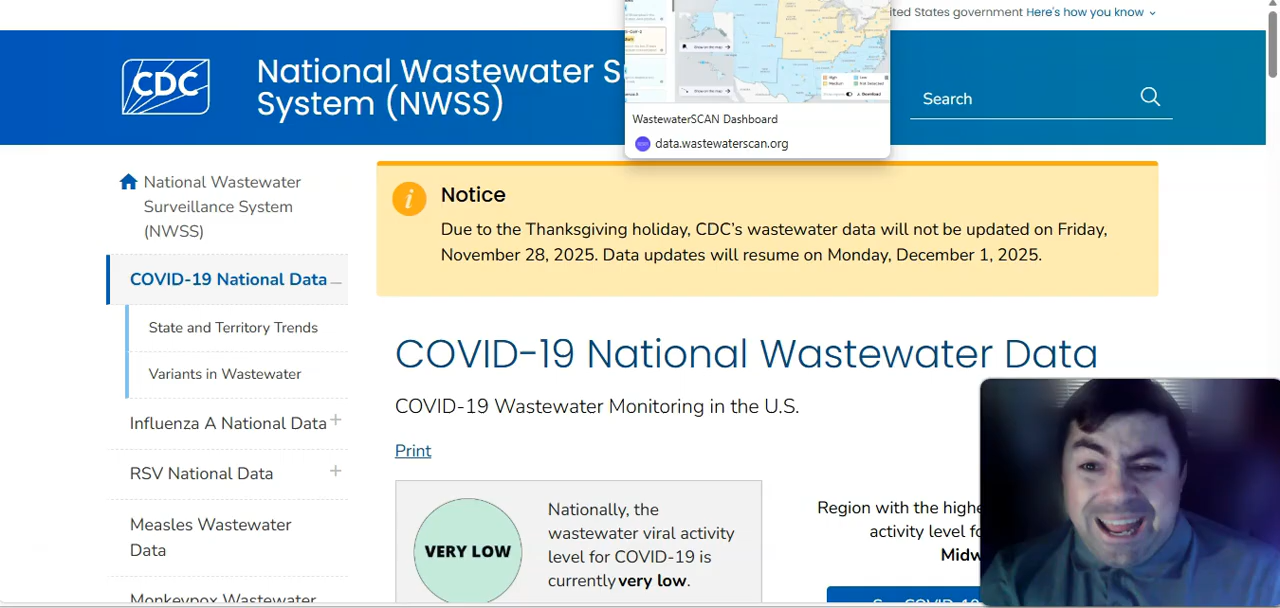 ited States government Here's how you know
CDC
National Wastewater S
System (NWSS)
WastewaterSCAN Dashboard
data.wastewaterscan.org
Search
National Wastewater
Surveillance System
(NWSS)
COVID-19 National Data
State and Territory Trends
Variants in Wastewater
Influenza A National Data
RSV National Data
Measles Wastewater
Data
Monkeypox Wastewater
Notice
Due to the Thanksgiving holiday, CDC's wastewater data will not be updated on Friday,
November 28, 2025. Data updates will resume on Monday, December 1, 2025.
COVID-19 National Wastewater Data
COVID-19 Wastewater Monitoring in the U.S.
Print
VERY LOW
Nationally, the
wastewater viral activity
level for COVID-19 is
currently very low.
Region with the highe
activity level fo
Midw
See COVID-19